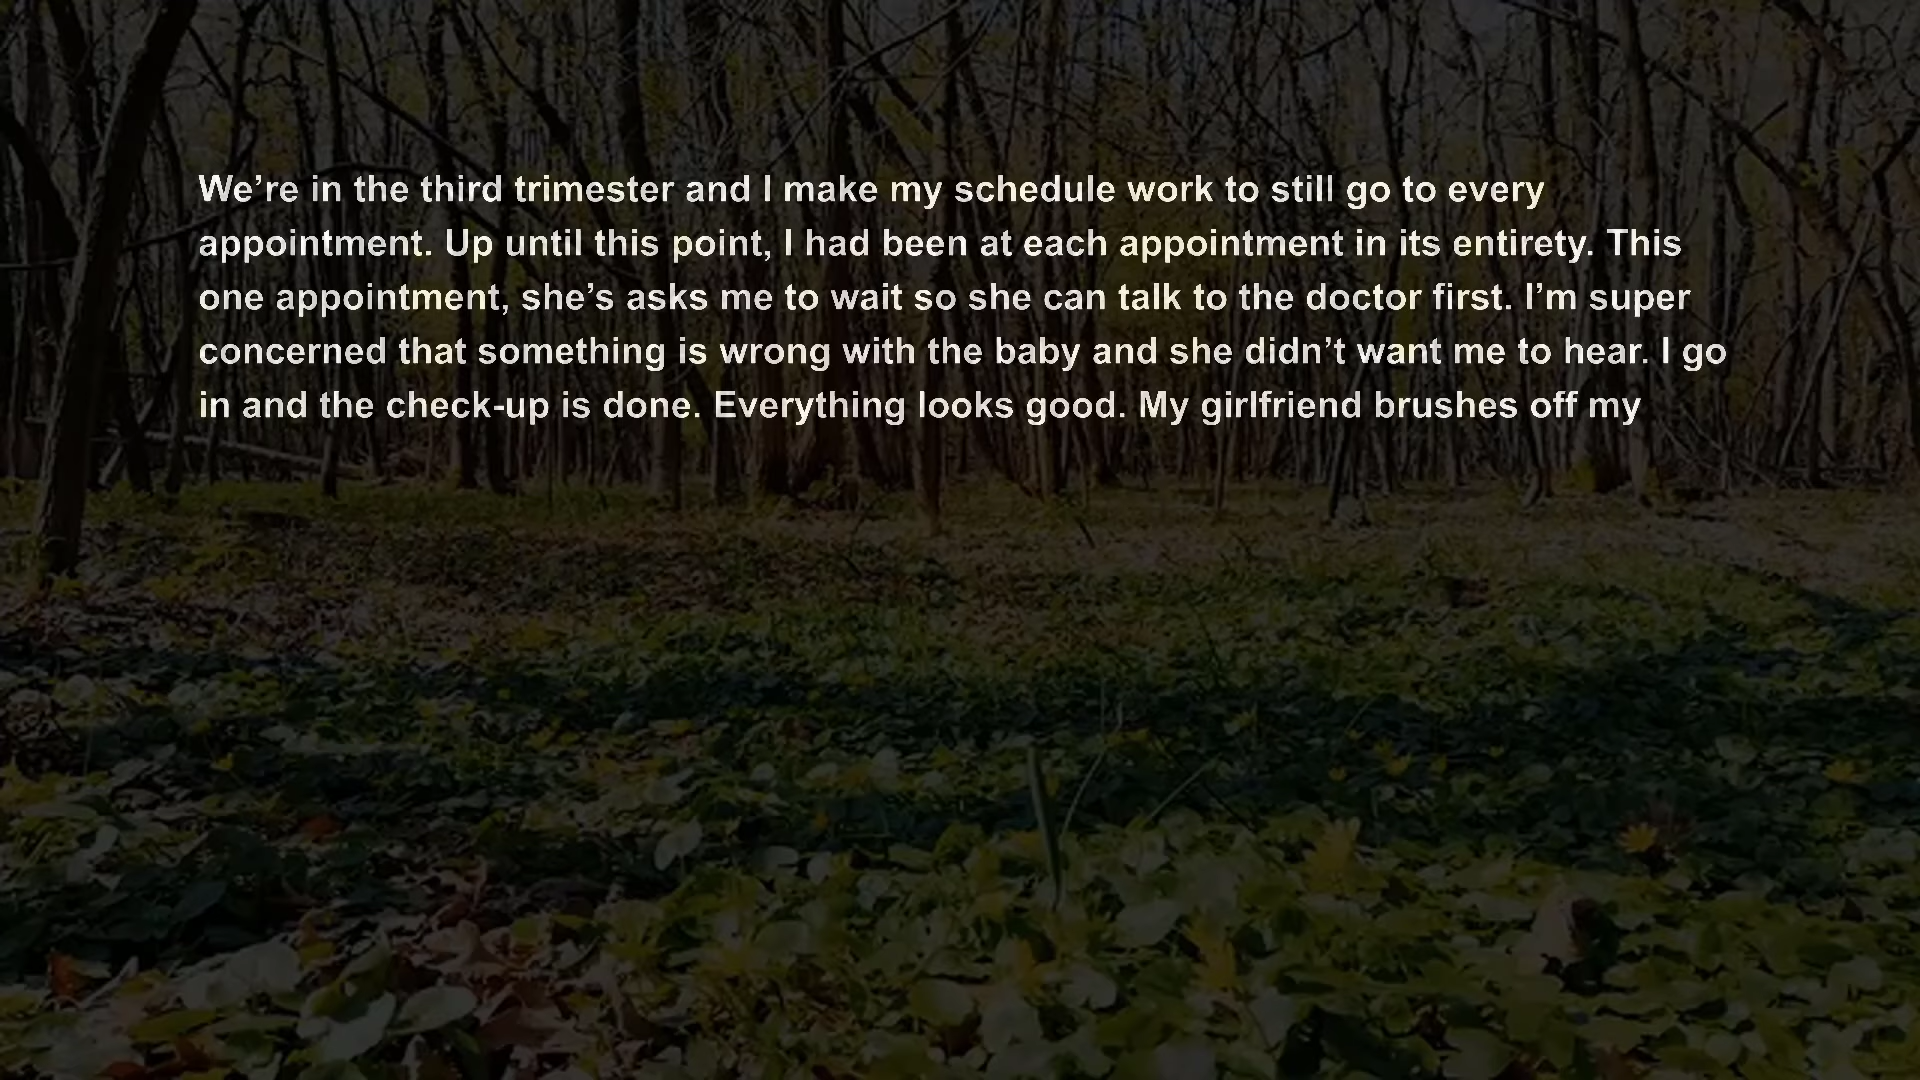 We’re in the third trimester and I make my schedule work to still go to every
appointment. Up until this point, I had been at each appointment in its entirety. This
one appointment, she’s asks me to wait so she can talk to the doctor first. I’m super
concerned that something is wrong with the baby and she didn’t want me to hear. I go
in and the check-up is done. Everything looks good. My girlfriend brushes off my